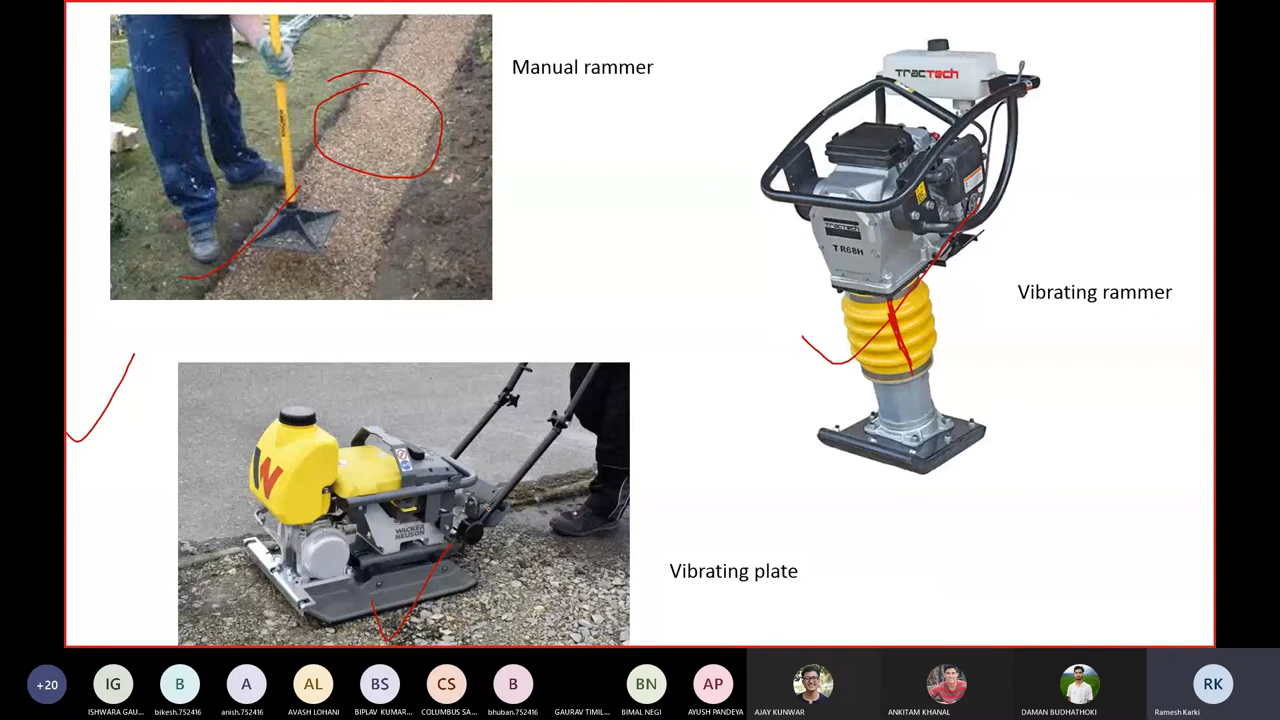 Manual rammer
TRACTECH
TRACTECH
TR68H
Vibrating rammer
W
WACKER
NEUSON
Vibrating plate
+20
IG
B
A
AL
BS
CS
B
BN
AP
RK
ISHWARA GAU...
bikesh.752416
anish.752416
AVASH LOHANI
BIPLAV KUMAR...
COLUMBUS SA...
bhuban.752416
GAURAV TIMIL...
BIMAL NEGI
AYUSH PANDEYA
AJAY KUNWAR
ANKITAM KHANAL
DAMAN BUDHATHOKI
Ramesh Karki